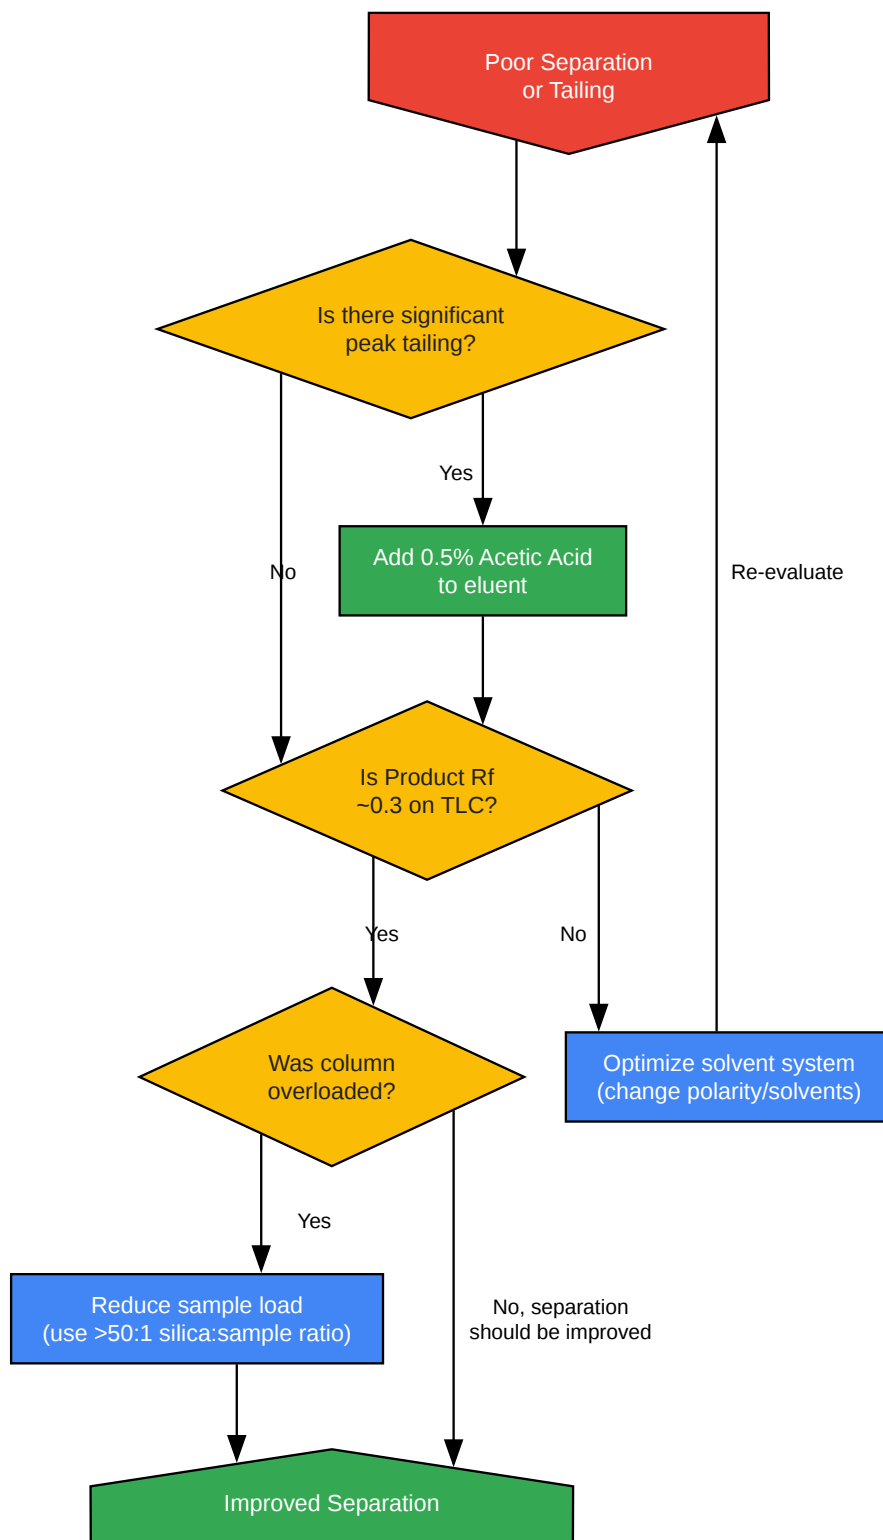 Poor Separation
or Tailing
Is there significant
peak tailing?
Yes
Add 0.5% Acetic Acid
to eluent
No
Re-evaluate
Is Product Rf
~0.3 on TLC?
Yes
No
Was column
overloaded?
Optimize solvent system
(change polarity/solvents)
Yes
Reduce sample load
(use >50:1 silica:sample ratio)
No, separation
should be improved
Improved Separation